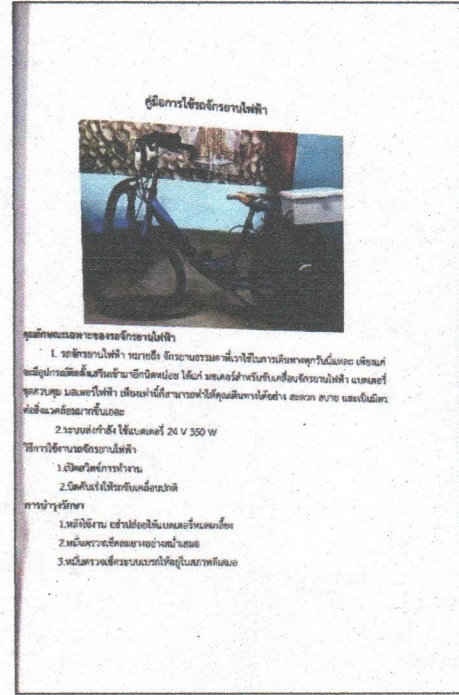 คู่มือการใช้รถจักรยานไฟฟ้า
คุณลักษณะเฉพาะของรถจักรยานไฟฟ้า
1. รถจักรยานไฟฟ้า หมายถึง จักรยานธรรมดาที่เราใช้ในการเดินทางทุกวันนี้แหละ เพียงแค่
จะมีอุปกรณ์ติดตั้งเสริมเข้ามาอีกนิดหน่อย ได้แก่ มอเตอร์สำหรับขับเคลื่อนจักรยานไฟฟ้า แบตเตอรี่
ชุดควบคุม มอเตอร์ไฟฟ้า เพียงเท่านี้ก็สามารถทำให้คุณเดินทางได้อย่าง สะดวก สบาย และเป็นมิตร
ต่อสิ่งแวดล้อมมากขึ้นเยอะ
2.ระบบส่งกำลัง ใช้แบตเตอรี่ 24 V 350 W
วิธีการใช้งานรถจักรยานไฟฟ้า
1.เปิดสวิตช์การทำงาน
2.บิดคันเร่งให้รถขับเคลื่อนปกติ
การบำรุงรักษา
1.หลังใช้งาน อย่าปล่อยให้แบตเตอรี่หมดเกลี้ยง
2.หมั่นตรวจเช็คลมยางอย่างสม่ำเสมอ
3.หมั่นตรวจเช็คระบบเบรกให้อยู่ในสภาพดีเสมอ